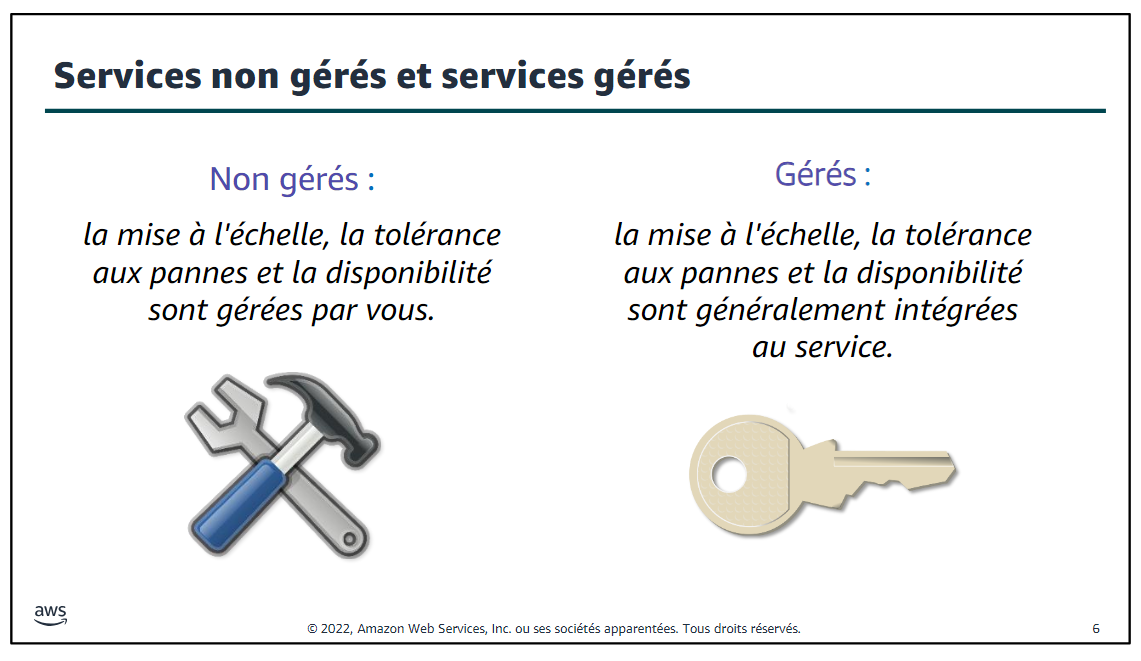 Services non gérés et services gérés
Non gérés :
la mise à l'échelle, la tolérance
aux pannes et la disponibilité
sont gérées par vous.
Gérés :
la mise à l'échelle, la tolérance
aux pannes et la disponibilité
sont généralement intégrées
au service.
aws
© 2022, Amazon Web Services, Inc. ou ses sociétés apparentées. Tous droits réservés.
6